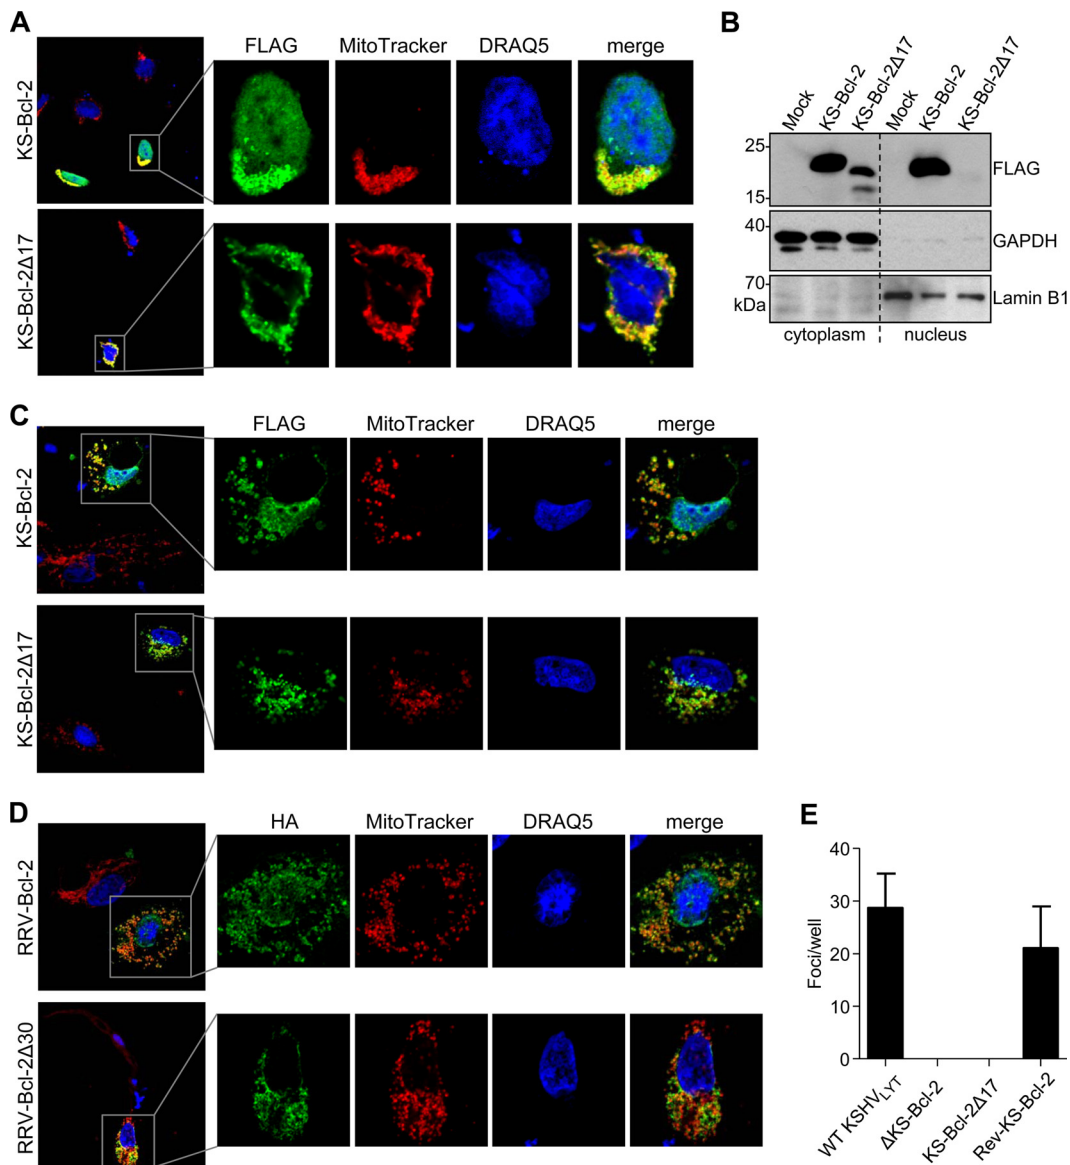 A
FLAG MitoTracker DRAQ5 merge
KS-Bcl-2
KS-Bcl-2Δ17
B
Mock KS-Bcl-2 KS-Bcl-2Δ17 Mock KS-Bcl-2 KS-Bcl-2Δ17
25
FLAG
15
40
GAPDH
70
Lamin B1
kDa
cytoplasm nucleus
C
FLAG MitoTracker DRAQ5 merge
KS-Bcl-2
KS-Bcl-2Δ17
D
HA MitoTracker DRAQ5 merge
RRV-Bcl-2
RRV-Bcl-2Δ30
E
Foci/well
40
30
20
10
0
WT KSHVLYT ΔKS-Bcl-2 KS-Bcl-2Δ17 Rev-KS-Bcl-2